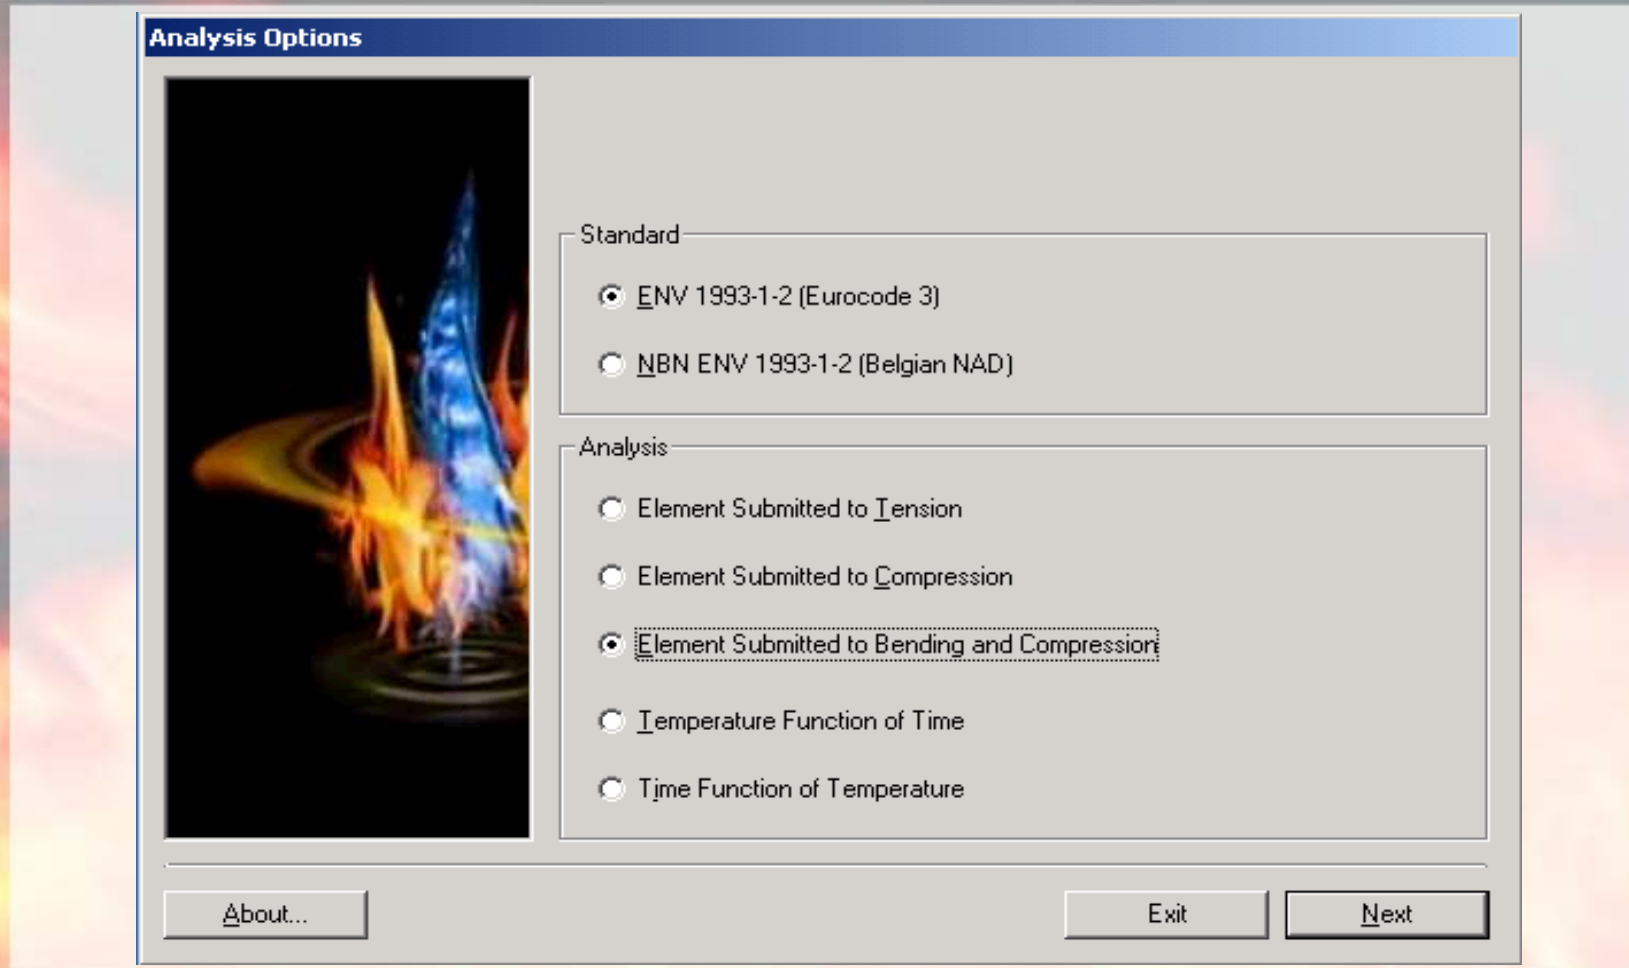 Analysis Options
Standard
ENV 1993-1-2 (Eurocode 3)
NBN ENV 1993-1-2 (Belgian NAD)
Analysis
Element Submitted to Tension
Element Submitted to Compression
Element Submitted to Bending and Compression
Temperature Function of Time
Time Function of Temperature
About...
Exit
Next